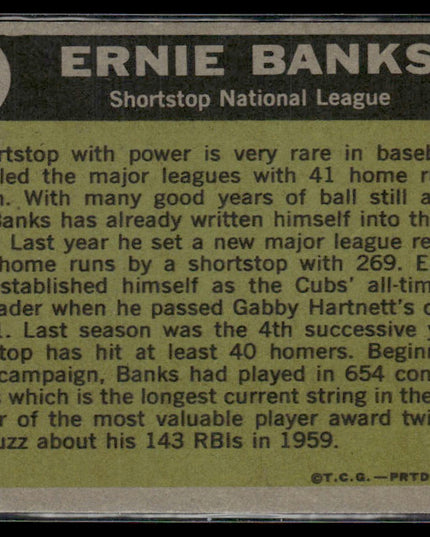 ERNIE BANKS
Shortstop National League
rtstop with power is very rare in baseb
led the major leagues with 41 home r
n. With many good years of ball still a
Banks has already written himself into th
Last year he set a new major league re
home runs by a shortstop with 269. E
stablished himself as the Cubs' all-tim
ader when he passed Gabby Hartnett's c
1. Last season was the 4th successive y
top has hit at least 40 homers. Beginn
campaign, Banks had played in 654 con
s which is the longest current string in the
r of the most valuable player award twi
uzz about his 143 RBIs in 1959.
©T.C.G.—PRTD